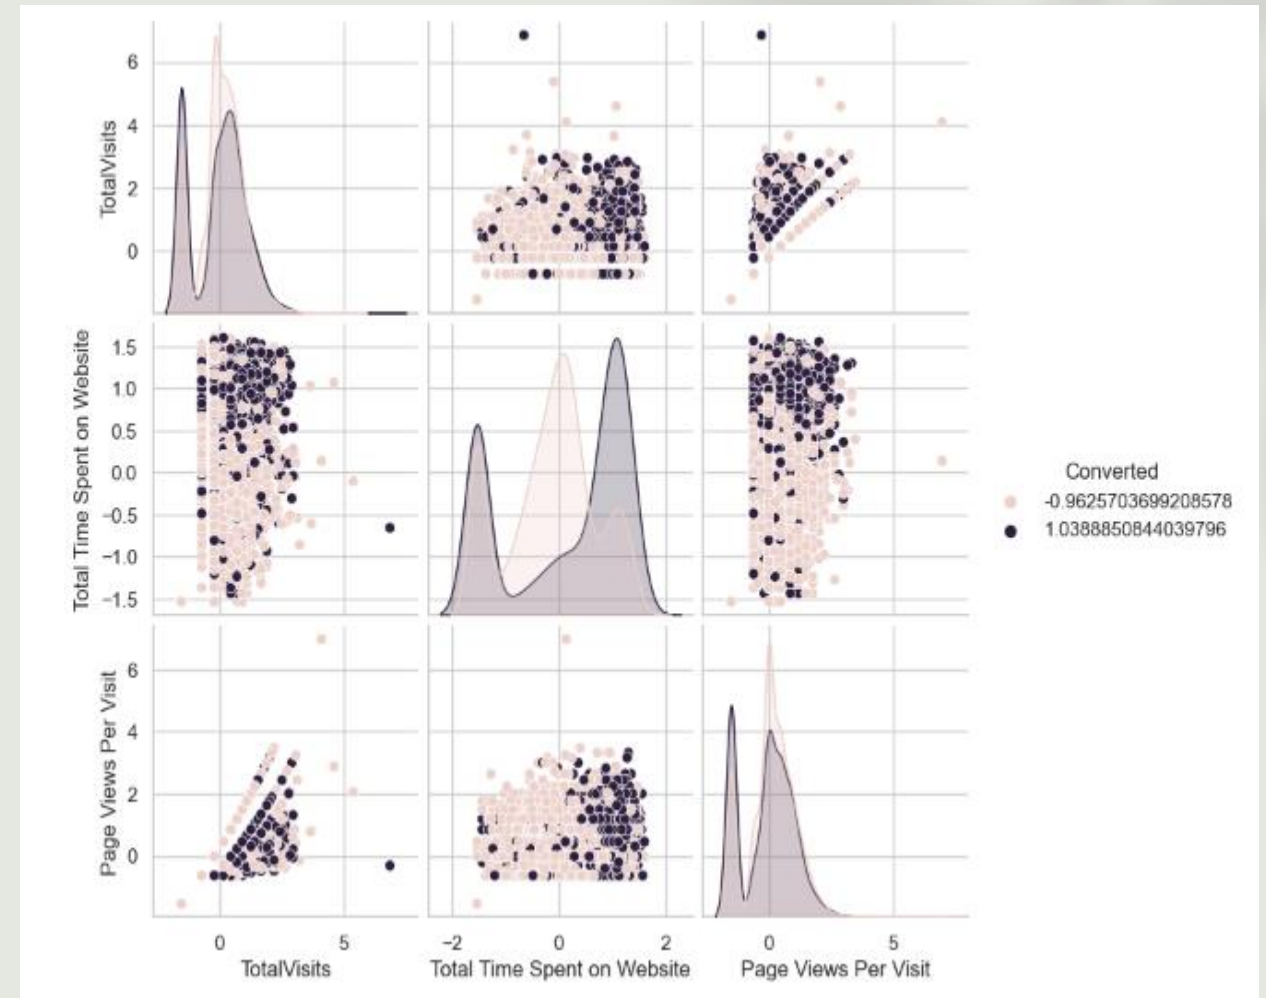 TotalVisits
6
4
2
0
Total Time Spent on Website
1.5
1.0
0.5
0.0
−0.5
−1.0
−1.5
Page Views Per Visit
6
4
2
0
0 5
TotalVisits
−2 0 2
Total Time Spent on Website
0 5
Page Views Per Visit
Converted
-0.9625703699208578
1.0388850844039796